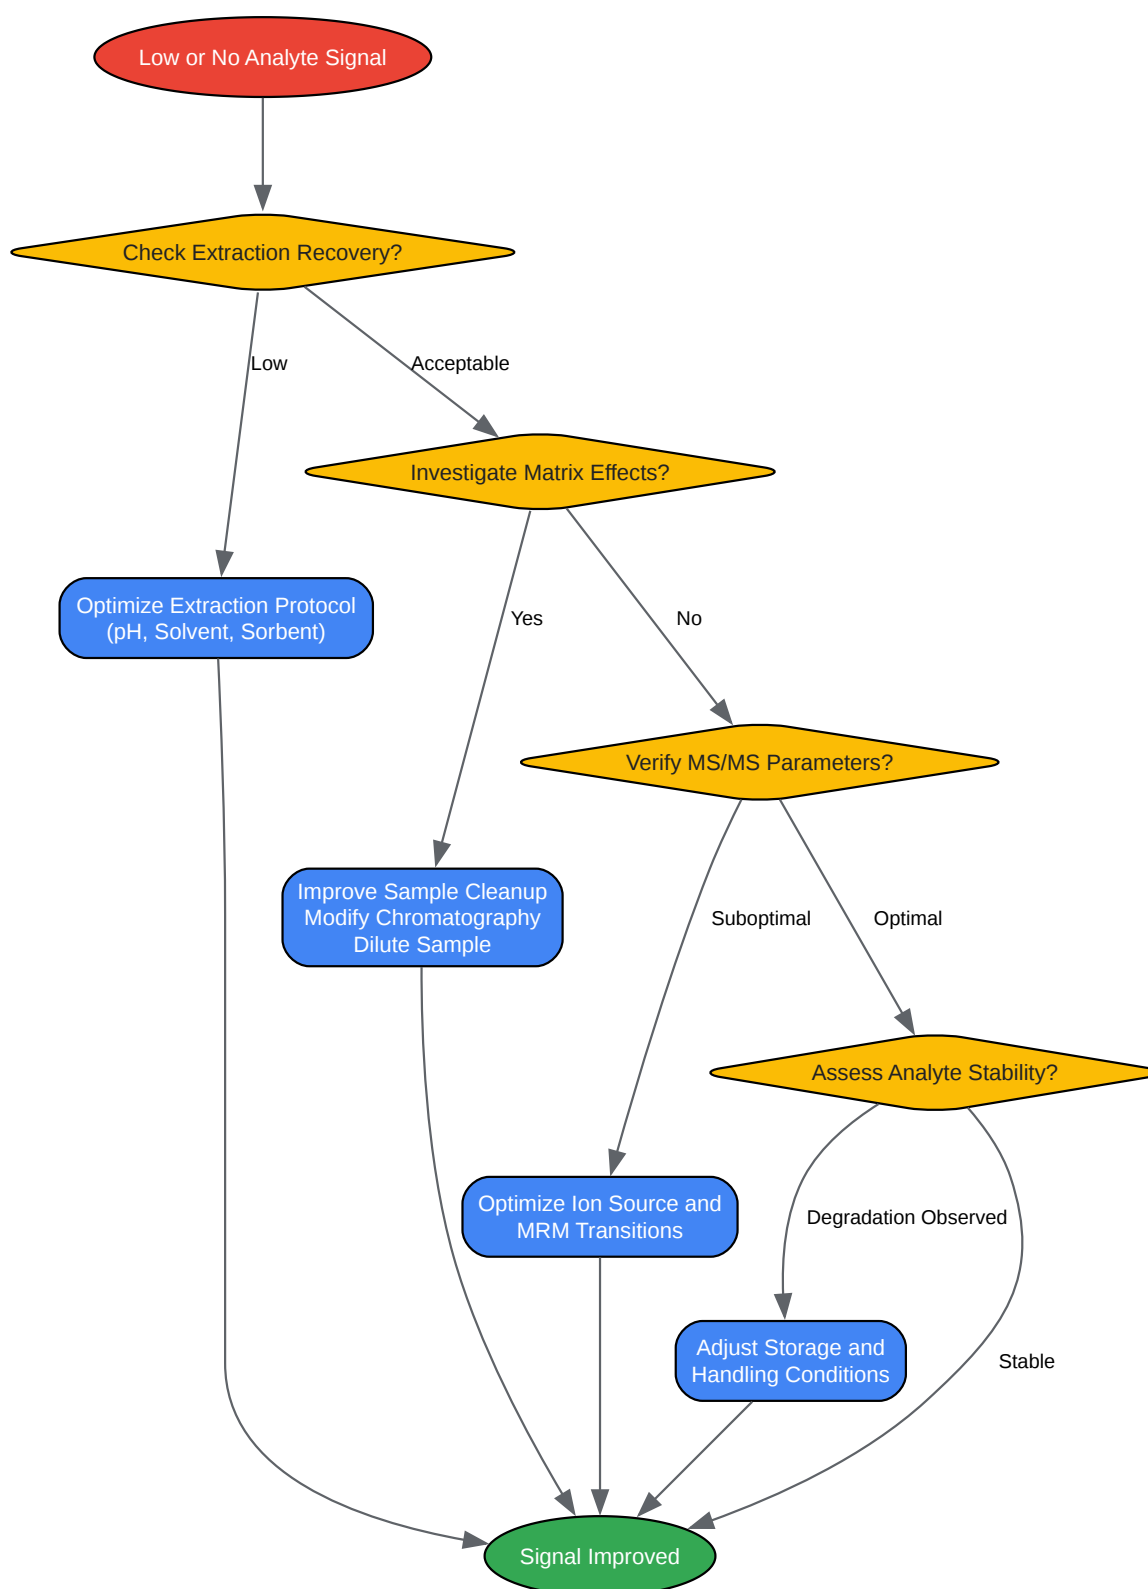 Low or No Analyte Signal
Check Extraction Recovery?
Low
Acceptable
Investigate Matrix Effects?
Optimize Extraction Protocol
(pH, Solvent, Sorbent)
Yes
No
Verify MS/MS Parameters?
Improve Sample Cleanup
Modify Chromatography
Dilute Sample
Suboptimal
Optimal
Assess Analyte Stability?
Optimize Ion Source and
MRM Transitions
Degradation Observed
Adjust Storage and
Handling Conditions
Stable
Signal Improved